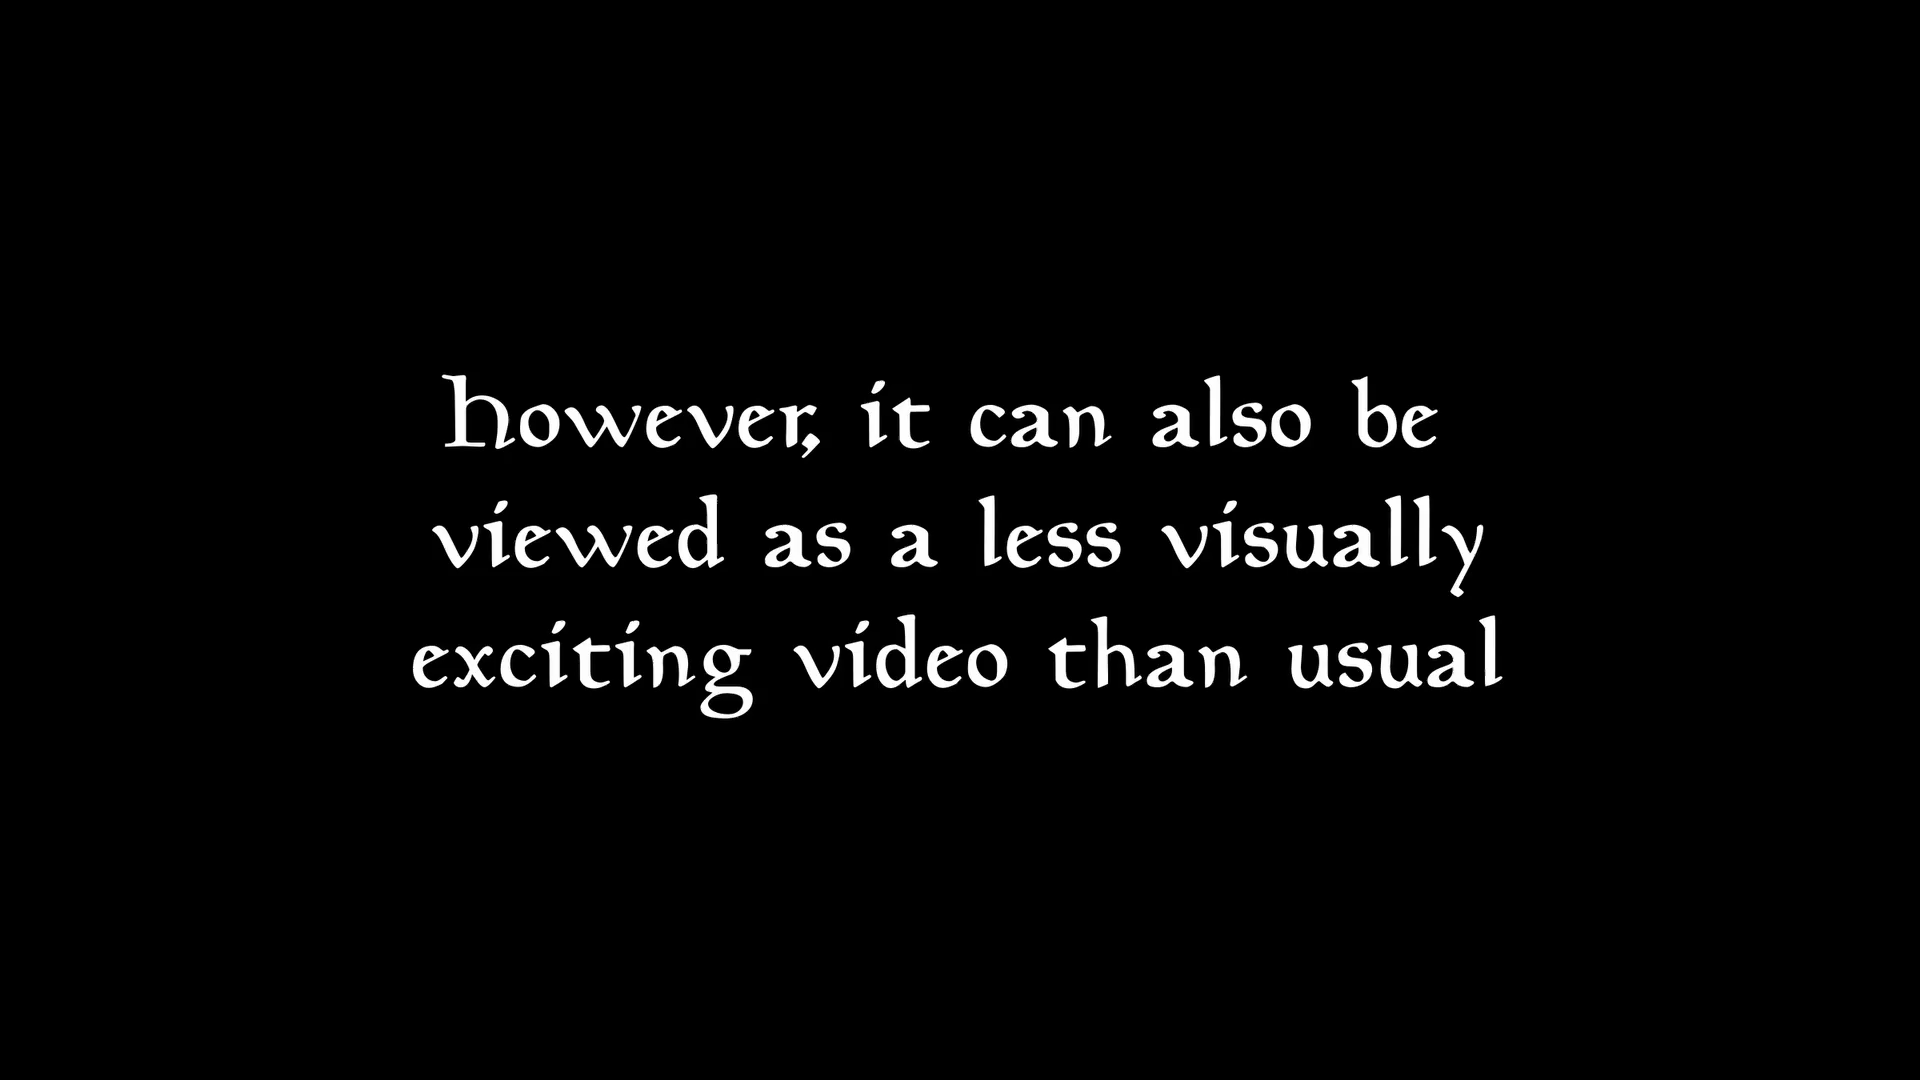 However, it can also be
viewed as a less visually
exciting video than usual